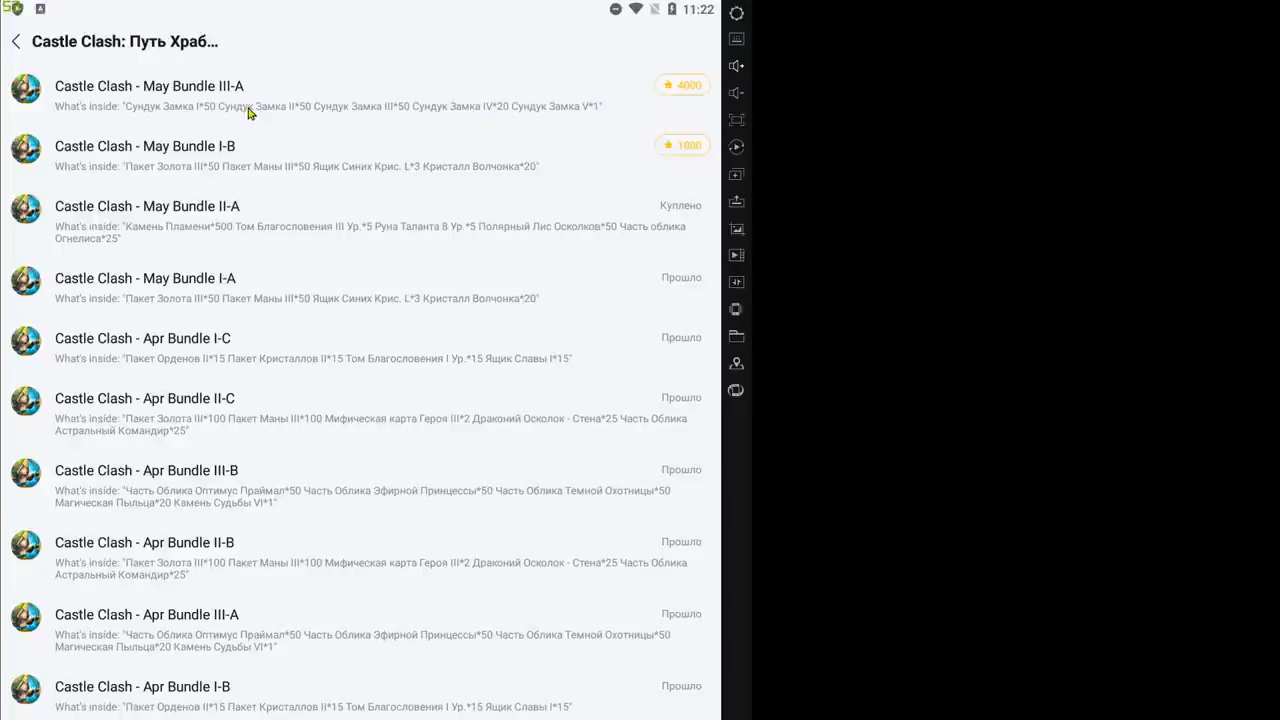 11:22
Castle Clash: Путь Храб...
Castle Clash - May Bundle III-A
4000
What's inside: "Сундук Замка I*50 Сундук Замка II*50 Сундук Замка III*50 Сундук Замка IV*20 Сундук Замка V*1"
Castle Clash - May Bundle I-B
1000
What's inside: "Пакет Золота III*50 Пакет Маны III*50 Ящик Синих Крис. L*3 Кристалл Волчонка*20"
Castle Clash - May Bundle II-A
Куплено
What's inside: "Камень Пламени*500 Том Благословения III Ур.*5 Руна Таланта 8 Ур.*5 Полярный Лис Осколков*50 Часть облика
Огнелиса*25"
Castle Clash - May Bundle I-A
Прошло
What's inside: "Пакет Золота III*50 Пакет Маны III*50 Ящик Синих Крис. L*3 Кристалл Волчонка*20"
Castle Clash - Apr Bundle I-C
Прошло
What's inside: "Пакет Орденов II*15 Пакет Кристаллов II*15 Том Благословения I Ур.*15 Ящик Славы I*15"
Castle Clash - Apr Bundle II-C
Прошло
What's inside: "Пакет Золота III*100 Пакет Маны III*100 Мифическая карта Героя III*2 Драконий Осколок - Стена*25 Часть Облика
Астральный Командир*25"
Castle Clash - Apr Bundle III-B
Прошло
What's inside: "Часть Облика Оптимус Праймал*50 Часть Облика Эфирной Принцессы*50 Часть Облика Темной Охотницы*50
Магическая Пыльца*20 Камень Судьбы VI*1"
Castle Clash - Apr Bundle II-B
Прошло
What's inside: "Пакет Золота III*100 Пакет Маны III*100 Мифическая карта Героя III*2 Драконий Осколок - Стена*25 Часть Облика
Астральный Командир*25"
Castle Clash - Apr Bundle III-A
Прошло
What's inside: "Часть Облика Оптимус Праймал*50 Часть Облика Эфирной Принцессы*50 Часть Облика Темной Охотницы*50
Магическая Пыльца*20 Камень Судьбы VI*1"
Castle Clash - Apr Bundle I-B
Прошло
What's inside: "Пакет Орденов II*15 Пакет Кристаллов II*15 Том Благословения I Ур.*15 Ящик Славы I*15"